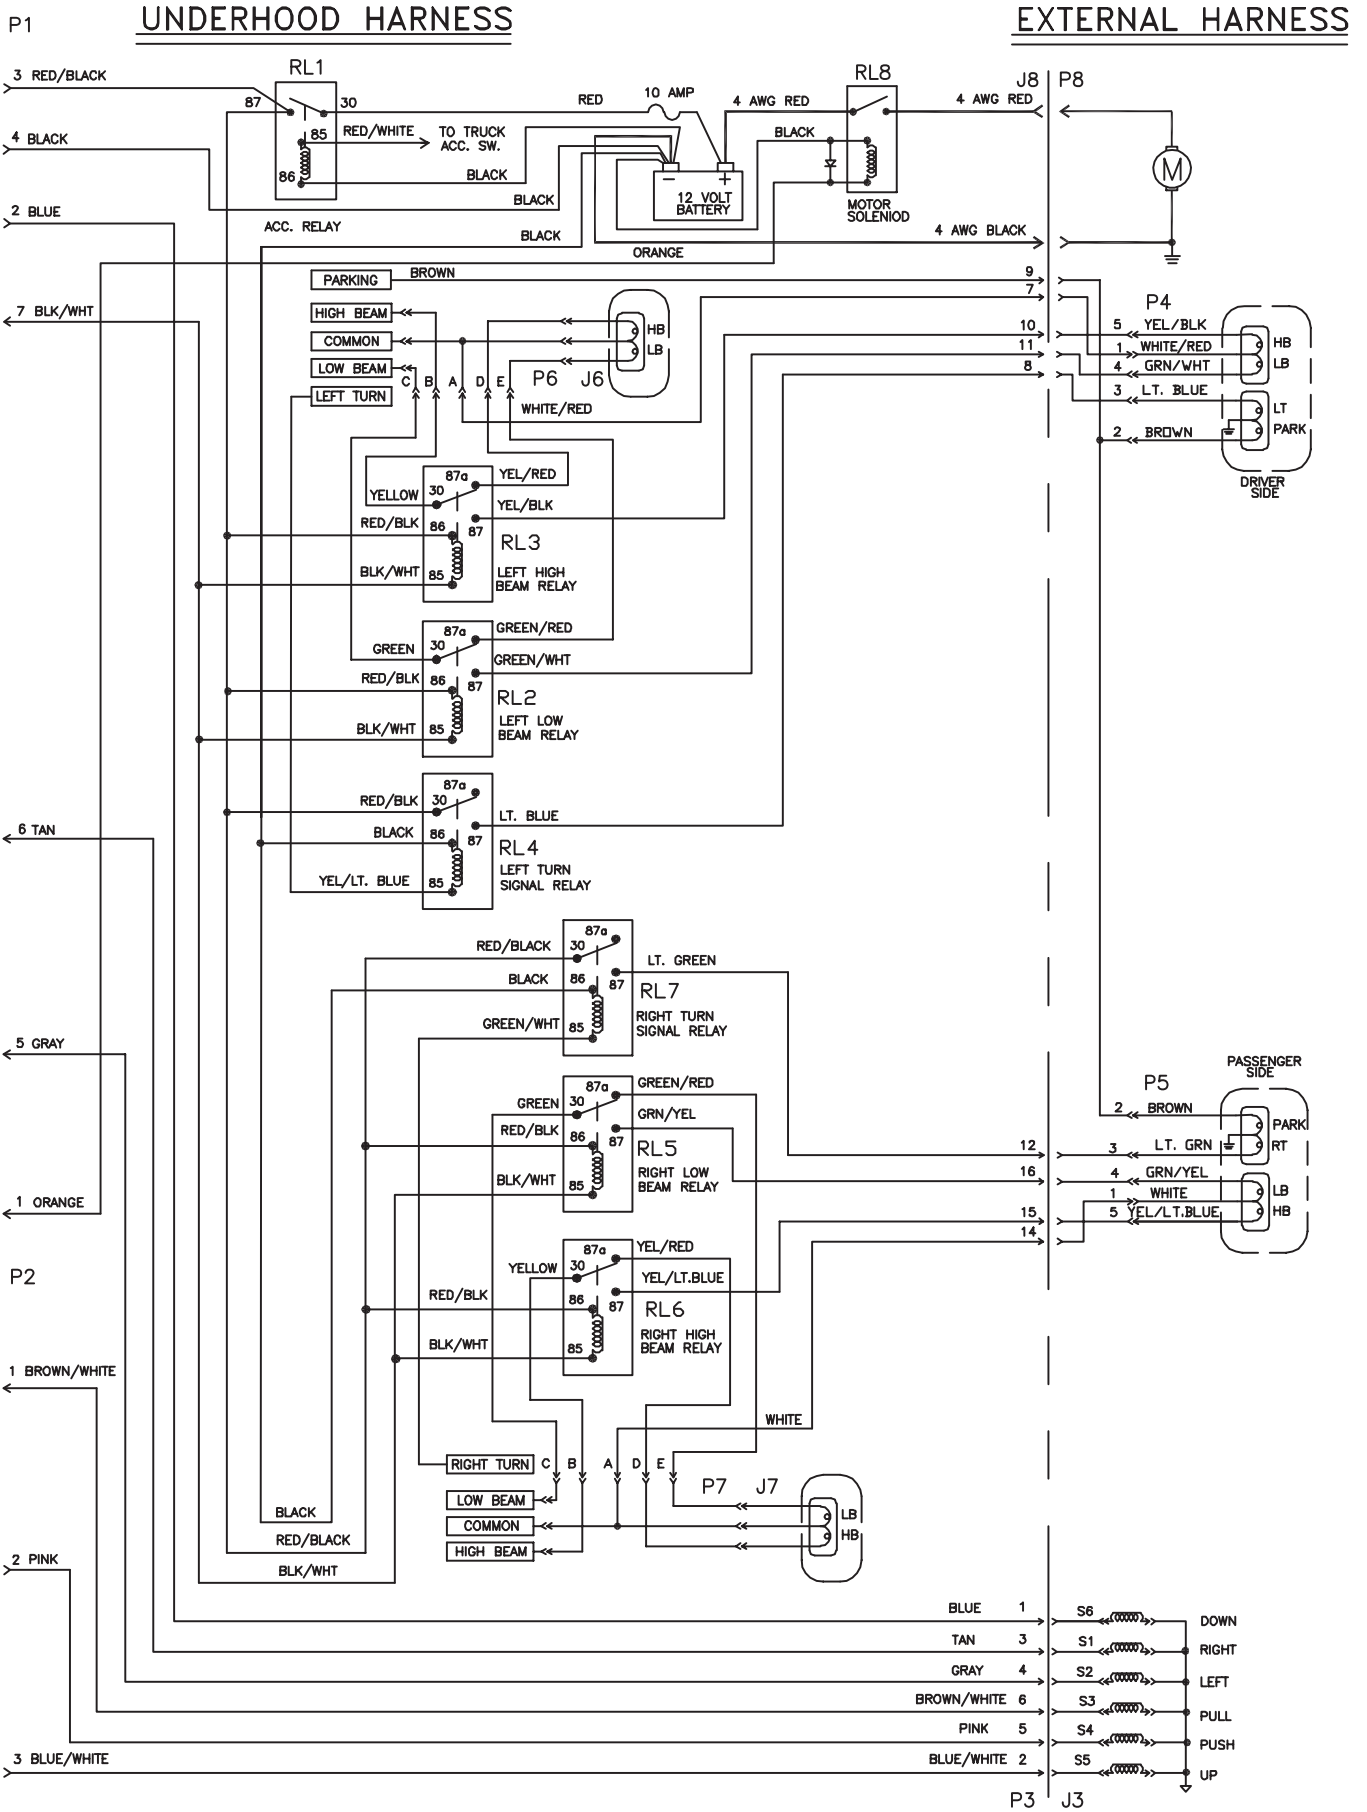 P1
UNDERHOOD HARNESS
EXTERNAL HARNESS
3 RED/BLACK
RL1
87
30
85
86
RED/WHITE
TO TRUCK
ACC. SW.
RED
10 AMP
4 AWG RED
RL8
J8
P8
4 AWG RED
4 BLACK
BLACK
BLACK
BLACK
BLACK
ACC. RELAY
−
+
12 VOLT
BATTERY
MOTOR
SOLENIOD
M
2 BLUE
4 AWG BLACK
ORANGE
7 BLK/WHT
PARKING
BROWN
HIGH BEAM
COMMON
LOW BEAM
LEFT TURN
C
B
A
D
E
P6
J6
HB
LB
WHITE/RED
9
7
10
11
8
P4
5 YEL/BLK
1 WHITE/RED
4 GRN/WHT
3 LT. BLUE
2 BROWN
HB
LB
LT
PARK
DRIVER
SIDE
YELLOW
30
87a
YEL/RED
YEL/BLK
RED/BLK
86
87
RL3
BLK/WHT
85
LEFT HIGH
BEAM RELAY
GREEN
30
87a
GREEN/RED
GREEN/WHT
RED/BLK
86
87
RL2
BLK/WHT
85
LEFT LOW
BEAM RELAY
RED/BLK
30
87a
LT. BLUE
BLACK
86
87
RL4
YEL/LT. BLUE
85
LEFT TURN
SIGNAL RELAY
6 TAN
RED/BLACK
30
87a
LT. GREEN
BLACK
86
87
RL7
GREEN/WHT
85
RIGHT TURN
SIGNAL RELAY
5 GRAY
GREEN
30
87a
GREEN/RED
GRN/YEL
RED/BLK
86
87
RL5
BLK/WHT
85
RIGHT LOW
BEAM RELAY
12
16
15
14
PASSENGER
SIDE
P5
2 BROWN
3 LT. GRN
4 GRN/YEL
1 WHITE
5 YEL/LT.BLUE
PARK
RT
LB
HB
1 ORANGE
YELLOW
30
87a
YEL/RED
YEL/LT.BLUE
RED/BLK
86
87
RL6
BLK/WHT
85
RIGHT HIGH
BEAM RELAY
P2
1 BROWN/WHITE
WHITE
RIGHT TURN
C
B
A
D
E
P7
J7
LOW BEAM
COMMON
HIGH BEAM
LB
HB
BLACK
RED/BLACK
BLK/WHT
2 PINK
BLUE 1 S6 DOWN
TAN 3 S1 RIGHT
GRAY 4 S2 LEFT
BROWN/WHITE 6 S3 PULL
PINK 5 S4 PUSH
3 BLUE/WHITE
BLUE/WHITE 2 S5 UP
P3
J3